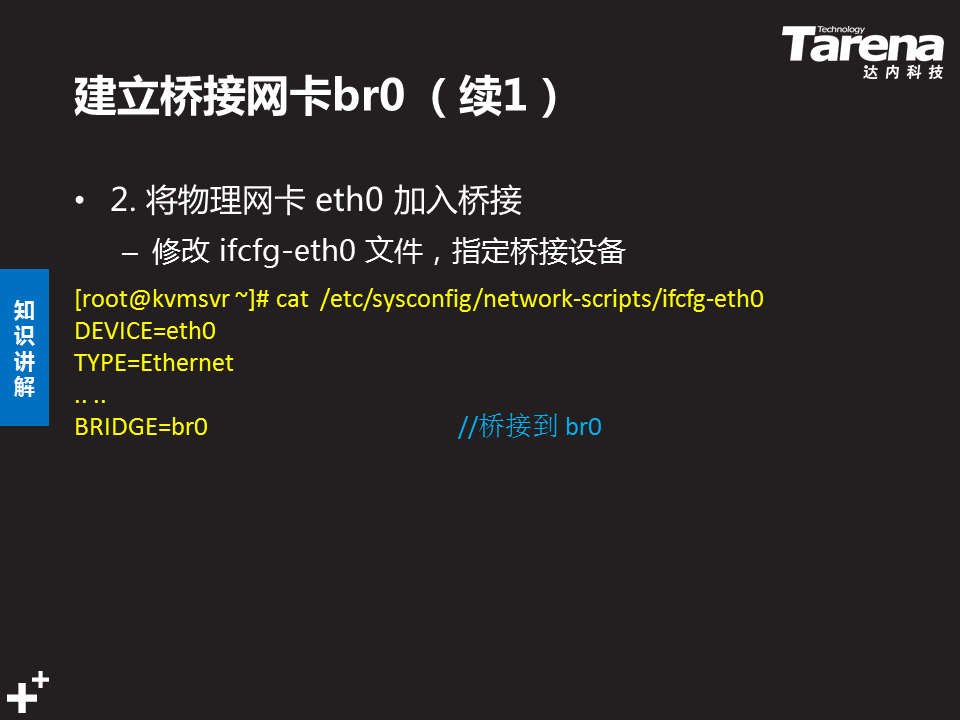 Technology
Tarena
达内科技
建立桥接网卡br0（续1）
• 2. 将物理网卡 eth0 加入桥接
– 修改 ifcfg-eth0 文件，指定桥接设备
知识讲解
[root@kvmsvr ~]# cat /etc/sysconfig/network-scripts/ifcfg-eth0
DEVICE=eth0
TYPE=Ethernet
.. ..
BRIDGE=br0 //桥接到 br0